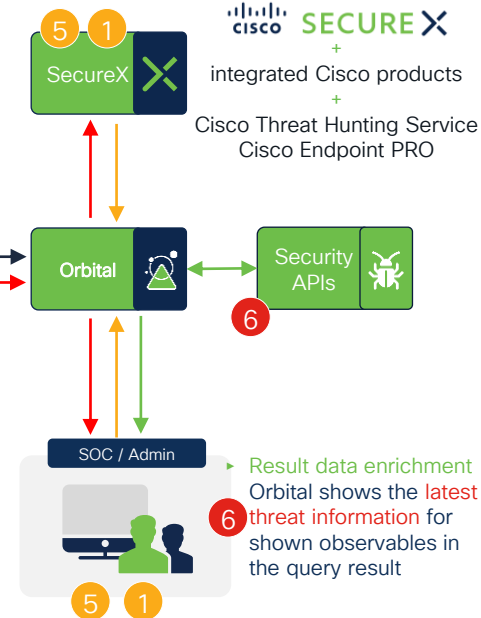 5 1
SecureX
CISCO SECURE X
+
integrated Cisco products
+
Cisco Threat Hunting Service
Cisco Endpoint PRO
Orbital
Security
APIs
6
SOC / Admin
Result data enrichment
Orbital shows the latest
threat information for
shown observables in
the query result
6
5 1